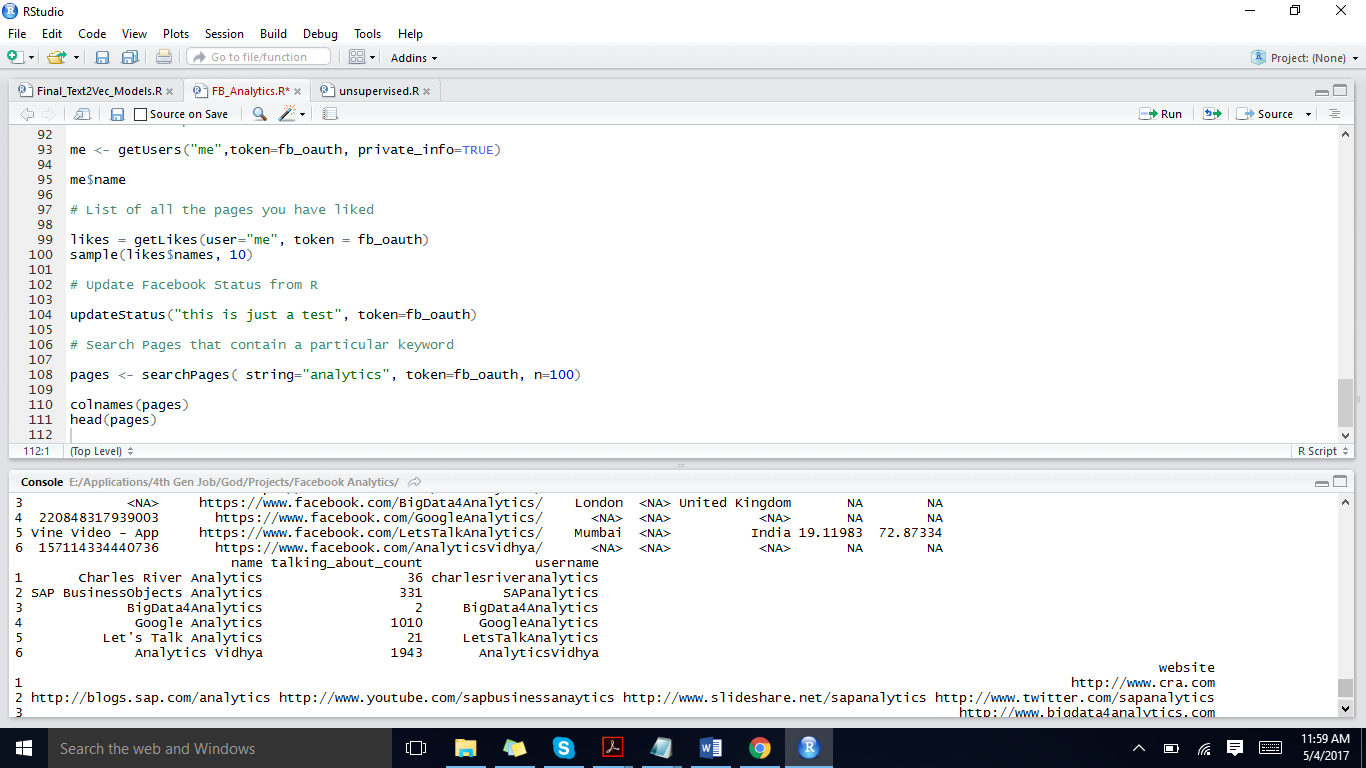 RStudio
File Edit Code View Plots Session Build Debug Tools Help
Go to file/function Addins Project: (None)
Final_Text2Vec_Models.R FB_Analytics.R* unsupervised.R
Source on Save Run Source
92
93 me <- getUsers("me",token=fb_oauth, private_info=TRUE)
94
95 me$name
96
97 # List of all the pages you have liked
98
99 likes = getLikes(user="me", token = fb_oauth)
100 sample(likes$names, 10)
101
102 # Update Facebook Status from R
103
104 updateStatus("this is just a test", token=fb_oauth)
105
106 # Search Pages that contain a particular keyword
107
108 pages <- searchPages( string="analytics", token=fb_oauth, n=100)
109
110 colnames(pages)
111 head(pages)
112
112:1 (Top Level) R Script
Console E:/Applications/4th Gen Job/God/Projects/Facebook Analytics/
3 <NA> https://www.facebook.com/BigData4Analytics/ London <NA> United Kingdom NA NA
4 220848317939003 https://www.facebook.com/GoogleAnalytics/ <NA> <NA> <NA> NA NA
5 Vine Video - App https://www.facebook.com/LetsTalkAnalytics/ Mumbai <NA> India 19.11983 72.87334
6 157114334440736 https://www.facebook.com/AnalyticsVidhya/ <NA> <NA> <NA> NA NA
name talking_about_count username
1 Charles River Analytics 36 charlesriveranalytics
2 SAP BusinessObjects Analytics 331 SAPanalytics
3 BigData4Analytics 2 BigData4Analytics
4 Google Analytics 1010 GoogleAnalytics
5 Let's Talk Analytics 21 LetsTalkAnalytics
6 Analytics Vidhya 1943 AnalyticsVidhya
website
1 http://www.cra.com
2 http://blogs.sap.com/analytics http://www.youtube.com/sapbusinessanaytics http://www.slideshare.net/sapanalytics http://www.twitter.com/sapanalytics
3 http://www.bigdata4analytics.com
Search the web and Windows
11:59 AM
5/4/2017